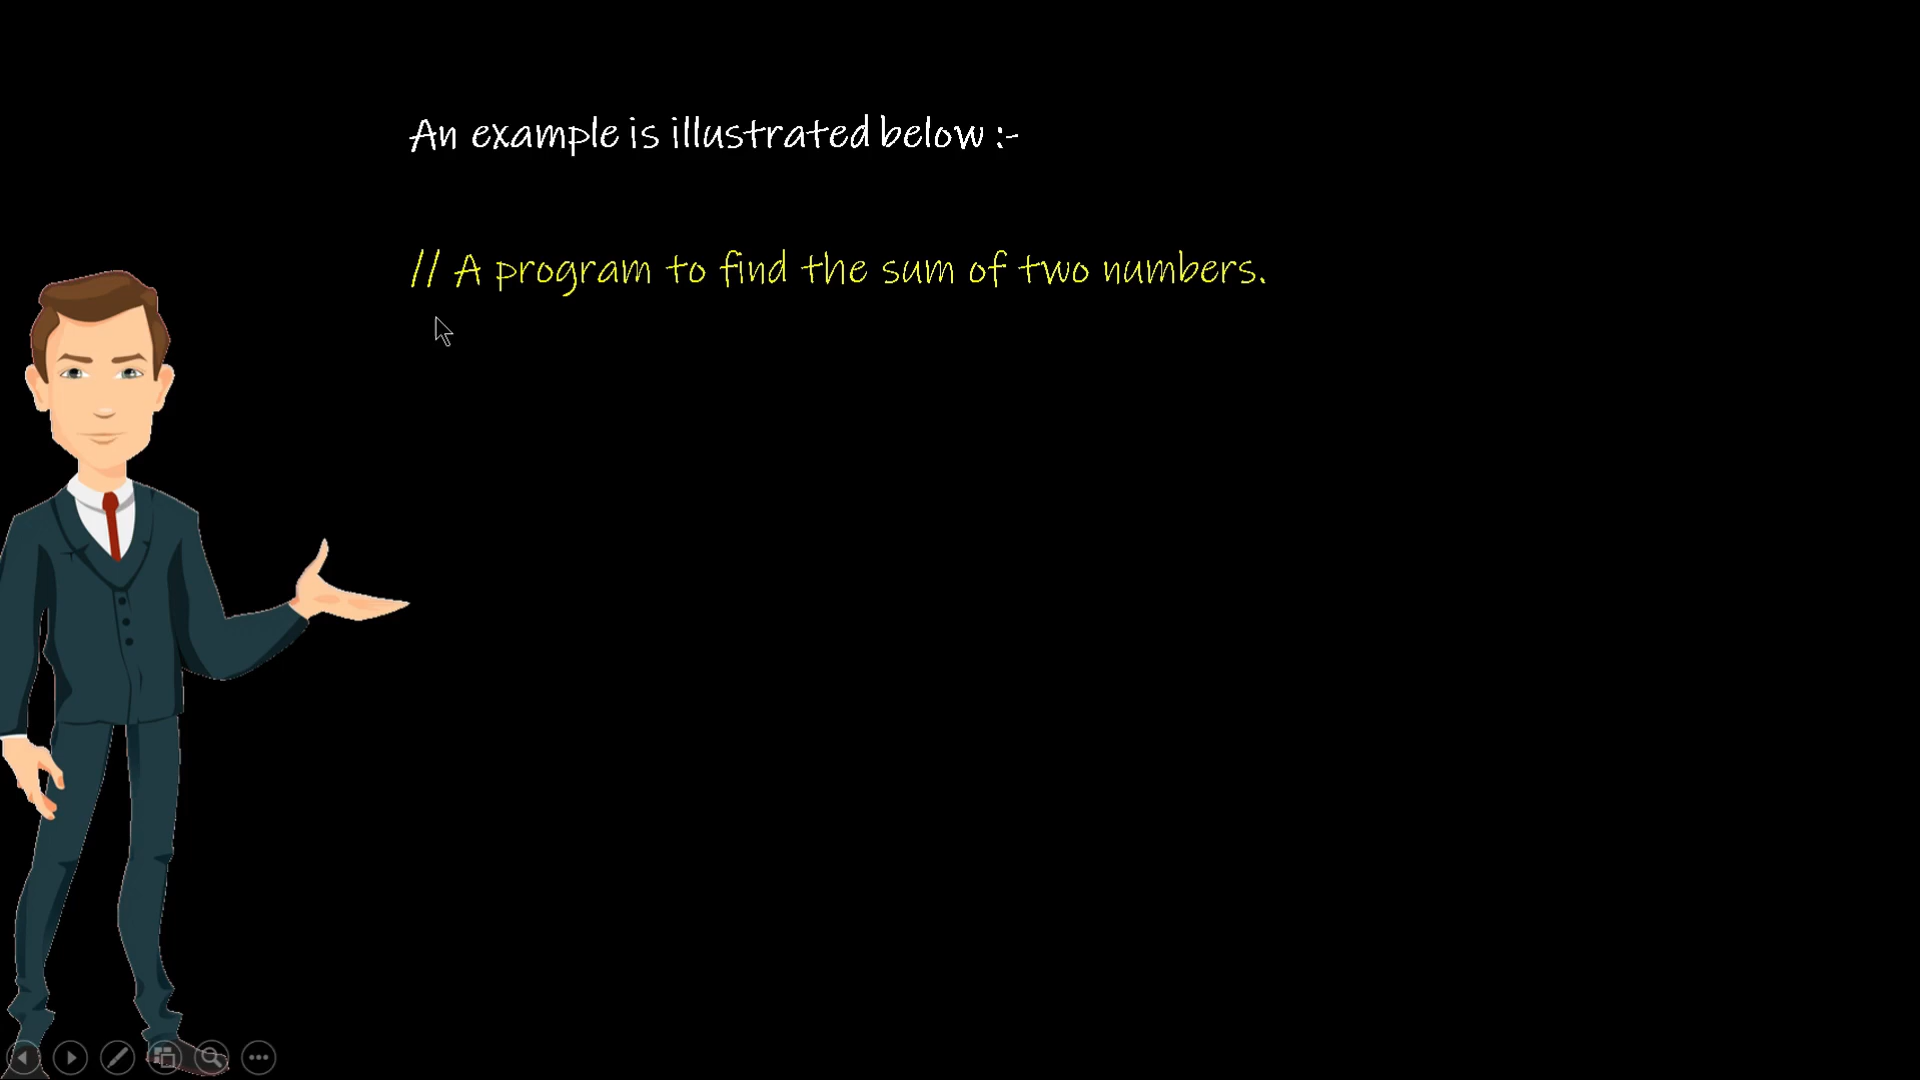 An example is illustrated below :-
// A program to find the sum of two numbers.